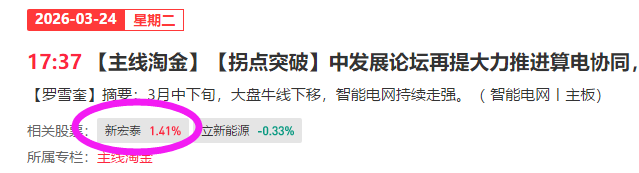 2026-03-24 星期二
17:37 【主线淘金】【拐点突破】中发展论坛再提大力推进算电协同，
【罗雪奎】摘要：3月中下旬，大盘牛线下移，智能电网持续走强。（智能电网丨主板）
相关股票： 新宏泰 1.41% 立新能源 -0.33%
所属专栏：主线淘金